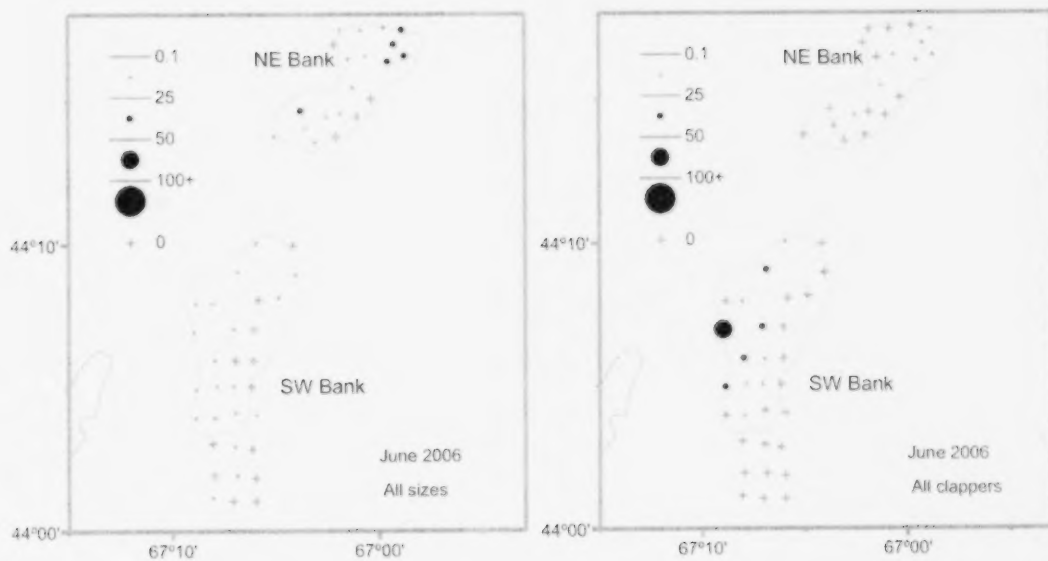 NE Bank
0.1
25
50
100+
0
44°10'
SW Bank
June 2006
All sizes
44°00'
67°10'
67°00'
NE Bank
0.1
25
50
100+
0
44°10'
SW Bank
June 2006
All clappers
44°00'
67°10'
67°00'